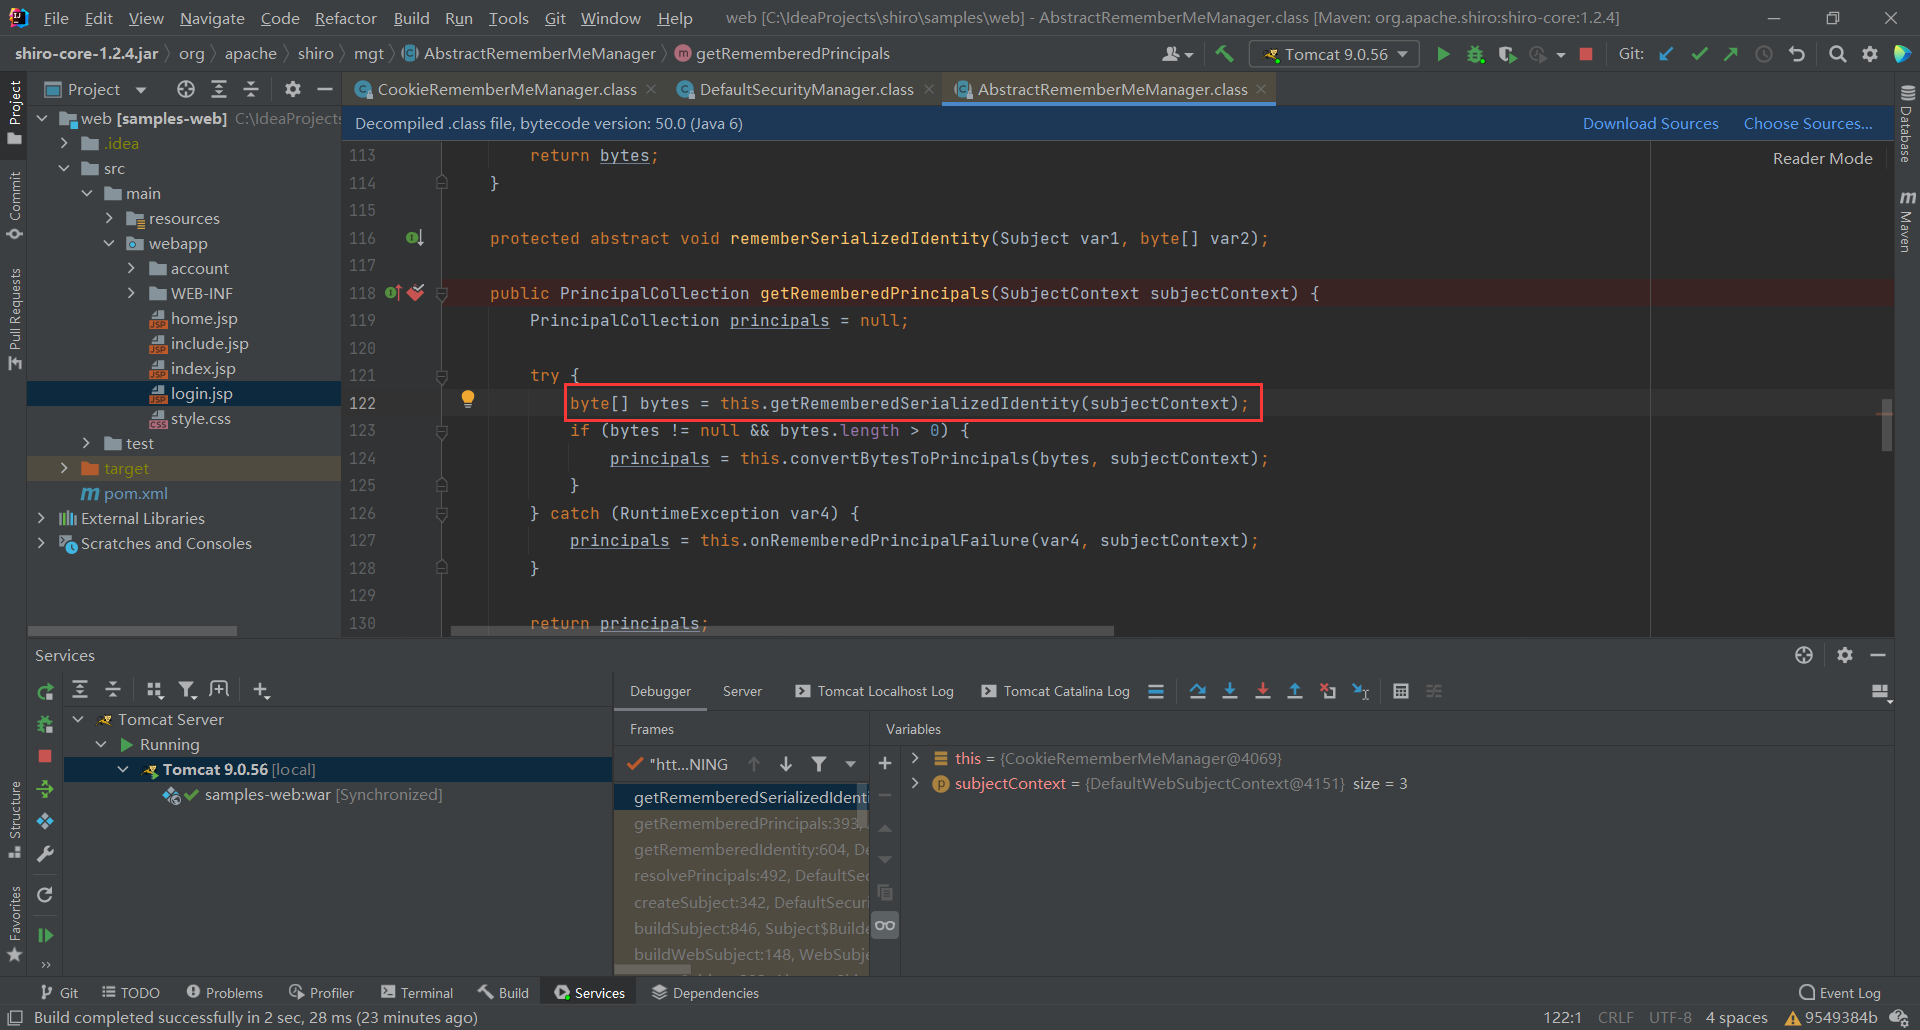 File Edit View Navigate Code Refactor Build Run Tools Git Window Help web [C:\IdeaProjects\shiro\samples\web] - AbstractRememberMeManager.class [Maven: org.apache.shiro:shiro-core:1.2.4]
shiro-core-1.2.4.jar org apache shiro mgt AbstractRememberMeManager getRememberedPrincipals Tomcat 9.0.56 Git:
Project CookieRememberMeManager.class DefaultSecurityManager.class AbstractRememberMeManager.class
Decompiled .class file, bytecode version: 50.0 (Java 6) Download Sources Choose Sources...
Reader Mode
Project
Commit
Pull Requests
Structure
Favorites
Database
Maven
web [samples-web] C:\IdeaProjects
.idea
src
main
resources
webapp
account
WEB-INF
home.jsp
include.jsp
index.jsp
login.jsp
style.css
test
target
pom.xml
External Libraries
Scratches and Consoles
113 return bytes;
114 }
115
116 protected abstract void rememberSerializedIdentity(Subject var1, byte[] var2);
117
118 public PrincipalCollection getRememberedPrincipals(SubjectContext subjectContext) {
119 PrincipalCollection principals = null;
120
121 try {
122 byte[] bytes = this.getRememberedSerializedIdentity(subjectContext);
123 if (bytes != null && bytes.length > 0) {
124 principals = this.convertBytesToPrincipals(bytes, subjectContext);
125 }
126 } catch (RuntimeException var4) {
127 principals = this.onRememberedPrincipalFailure(var4, subjectContext);
128 }
129
130 return principals;
Services
Tomcat Server
Running
Tomcat 9.0.56 [local]
samples-web:war [Synchronized]
Debugger Server Tomcat Localhost Log Tomcat Catalina Log
Frames Variables
"htt...NING
getRememberedSerializedIdenti
getRememberedPrincipals:393,
getRememberedIdentity:604, De
resolvePrincipals:492, DefaultSec
createSubject:342, DefaultSecuri
buildSubject:846, Subject$Builde
buildWebSubject:148, WebSubje
this = {CookieRememberMeManager@4069}
subjectContext = {DefaultWebSubjectContext@4151} size = 3
Git TODO Problems Profiler Terminal Build Services Dependencies Event Log
Build completed successfully in 2 sec, 28 ms (23 minutes ago) 122:1 CRLF UTF-8 4 spaces 9549384b